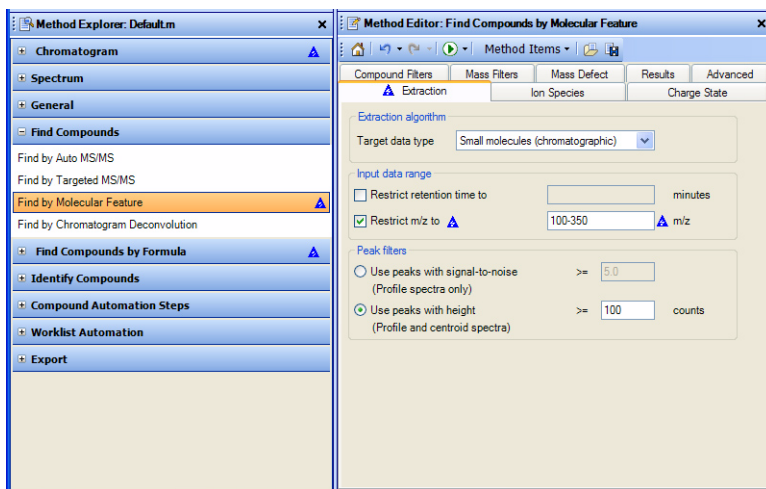 Method Explorer: Default.m
Chromatogram
Spectrum
General
Find Compounds
Find by Auto MS/MS
Find by Targeted MS/MS
Find by Molecular Feature
Find by Chromatogram Deconvolution
Find Compounds by Formula
Identify Compounds
Compound Automation Steps
Worklist Automation
Export
Method Editor: Find Compounds by Molecular Feature
Method Items
Compound Filters Mass Filters Mass Defect Results Advanced
Extraction Ion Species Charge State
Extraction algorithm
Target data type Small molecules (chromatographic)
Input data range
Restrict retention time to minutes
Restrict m/z to 100-350 m/z
Peak filters
Use peaks with signal-to-noise >= 5.0
(Profile spectra only)
Use peaks with height >= 100 counts
(Profile and centroid spectra)